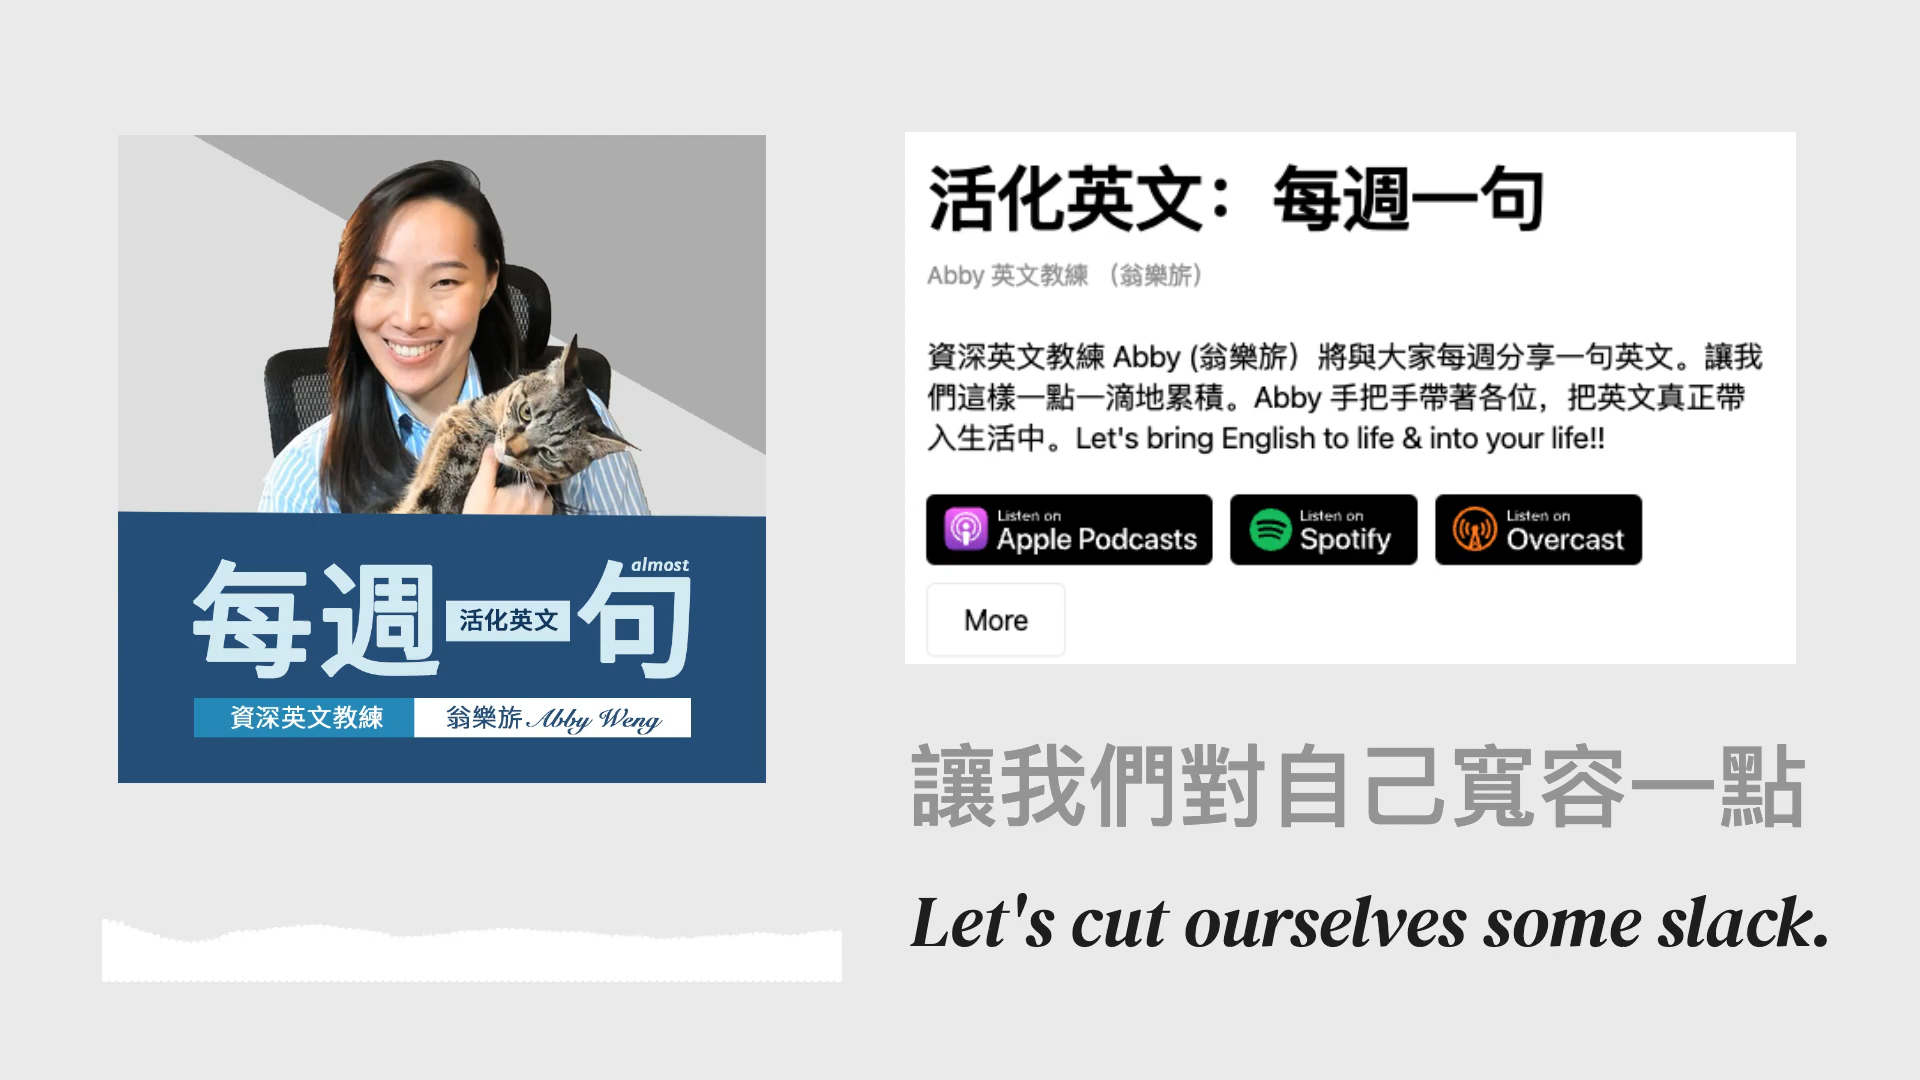 almost
每週一句
活化英文
資深英文教練
翁樂旂 Abby Weng
活化英文：每週一句
Abby 英文教練 （翁樂旂）
資深英文教練 Abby (翁樂旂）將與大家每週分享一句英文。讓我
們這樣一點一滴地累積。Abby 手把手帶著各位，把英文真正帶
入生活中。Let's bring English to life & into your life!!
Listen on
Apple Podcasts
Listen on
Spotify
Listen on
Overcast
More
讓我們對自己寬容一點
Let's cut ourselves some slack.